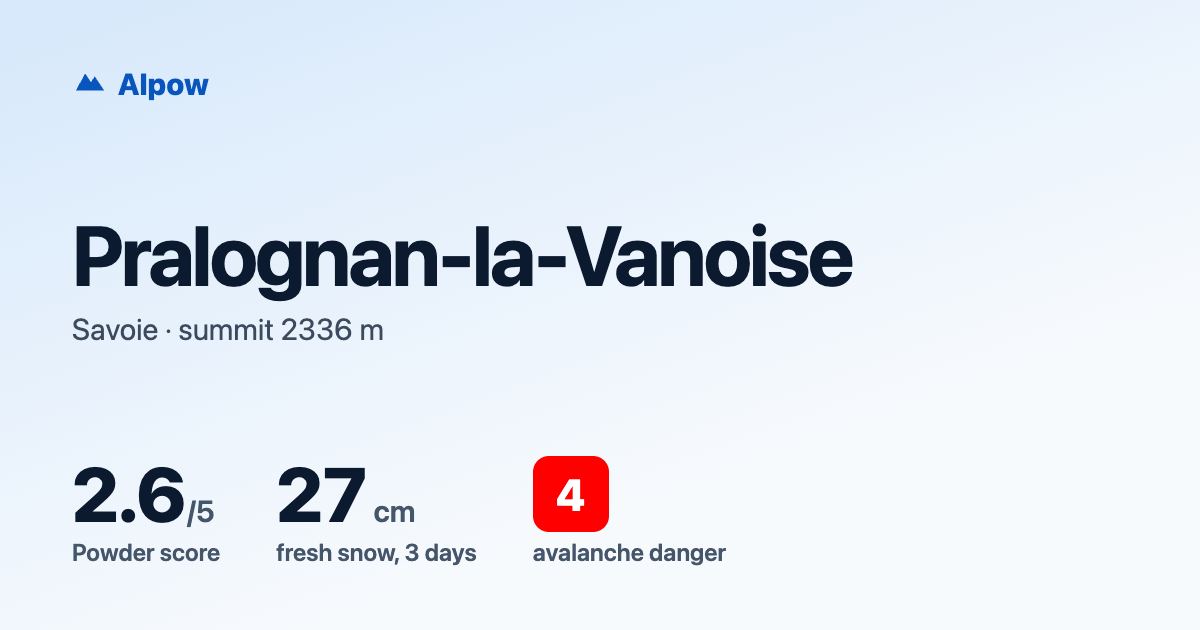 Alpow
Pralognan-la-Vanoise
Savoie · summit 2336 m
2.6/5
Powder score
27 cm
fresh snow, 3 days
4
avalanche danger